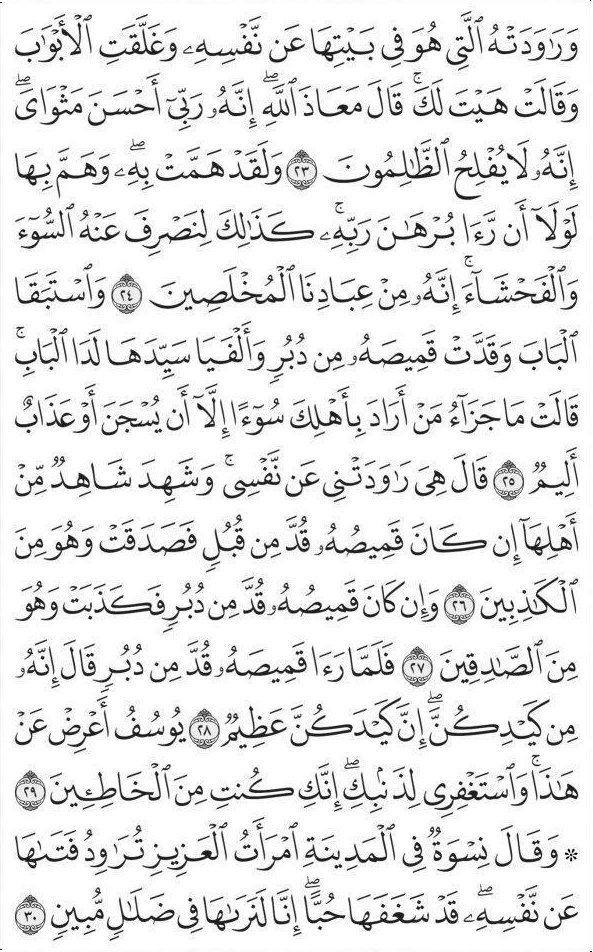 وَرَٰوَدَتْهُ ٱلَّتِى هُوَ فِى بَيْتِهَا عَن نَّفْسِهِۦ وَغَلَّقَتِ ٱلْأَبْوَٰبَ
وَقَالَتْ هَيْتَ لَكَ ۚ قَالَ مَعَاذَ ٱللَّهِ ۖ إِنَّهُۥ رَبِّىٓ أَحْسَنَ مَثْوَاىَ ۖ
إِنَّهُۥ لَا يُفْلِحُ ٱلظَّـٰلِمُونَ ٢٣ وَلَقَدْ هَمَّتْ بِهِۦ ۖ وَهَمَّ بِهَا
لَوْلَآ أَن رَّءَا بُرْهَـٰنَ رَبِّهِۦ ۚ كَذَٰلِكَ لِنَصْرِفَ عَنْهُ ٱلسُّوٓءَ
وَٱلْفَحْشَآءَ ۚ إِنَّهُۥ مِنْ عِبَادِنَا ٱلْمُخْلَصِينَ ٢٤ وَٱسْتَبَقَا
ٱلْبَابَ وَقَدَّتْ قَمِيصَهُۥ مِن دُبُرٍ وَأَلْفَيَا سَيِّدَهَا لَدَا ٱلْبَابِ ۚ
قَالَتْ مَا جَزَآءُ مَنْ أَرَادَ بِأَهْلِكَ سُوٓءًا إِلَّآ أَن يُسْجَنَ أَوْ عَذَابٌ
أَلِيمٌ ٢٥ قَالَ هِىَ رَٰوَدَتْنِى عَن نَّفْسِى ۚ وَشَهِدَ شَاهِدٌ مِّنْ
أَهْلِهَآ إِن كَانَ قَمِيصُهُۥ قُدَّ مِن قُبُلٍ فَصَدَقَتْ وَهُوَ مِنَ
ٱلْكَـٰذِبِينَ ٢٦ وَإِن كَانَ قَمِيصُهُۥ قُدَّ مِن دُبُرٍ فَكَذَبَتْ وَهُوَ
مِنَ ٱلصَّـٰدِقِينَ ٢٧ فَلَمَّا رَءَا قَمِيصَهُۥ قُدَّ مِن دُبُرٍ قَالَ إِنَّهُۥ
مِن كَيْدِكُنَّ ۖ إِنَّ كَيْدَكُنَّ عَظِيمٌ ٢٨ يُوسُفُ أَعْرِضْ عَنْ
هَـٰذَا ۚ وَٱسْتَغْفِرِى لِذَنۢبِكِ ۖ إِنَّكِ كُنتِ مِنَ ٱلْخَاطِـِٔينَ ٢٩
۞ وَقَالَ نِسْوَةٌ فِى ٱلْمَدِينَةِ ٱمْرَأَتُ ٱلْعَزِيزِ تُرَٰوِدُ فَتَىٰهَا
عَن نَّفْسِهِۦ ۖ قَدْ شَغَفَهَا حُبًّا ۖ إِنَّا لَنَرَىٰهَا فِى ضَلَـٰلٍ مُّبِينٍ ٣٠